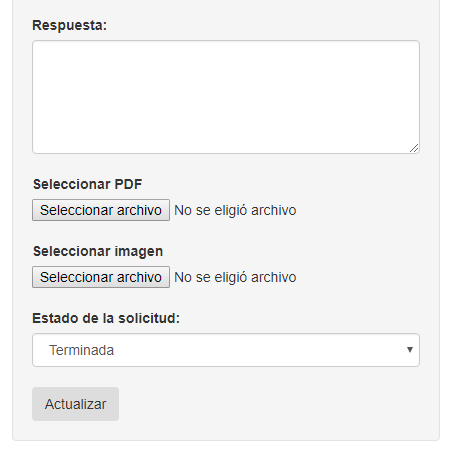 Respuesta:
Seleccionar PDF
Seleccionar archivo No se eligió archivo
Seleccionar imagen
Seleccionar archivo No se eligió archivo
Estado de la solicitud:
Terminada
Actualizar